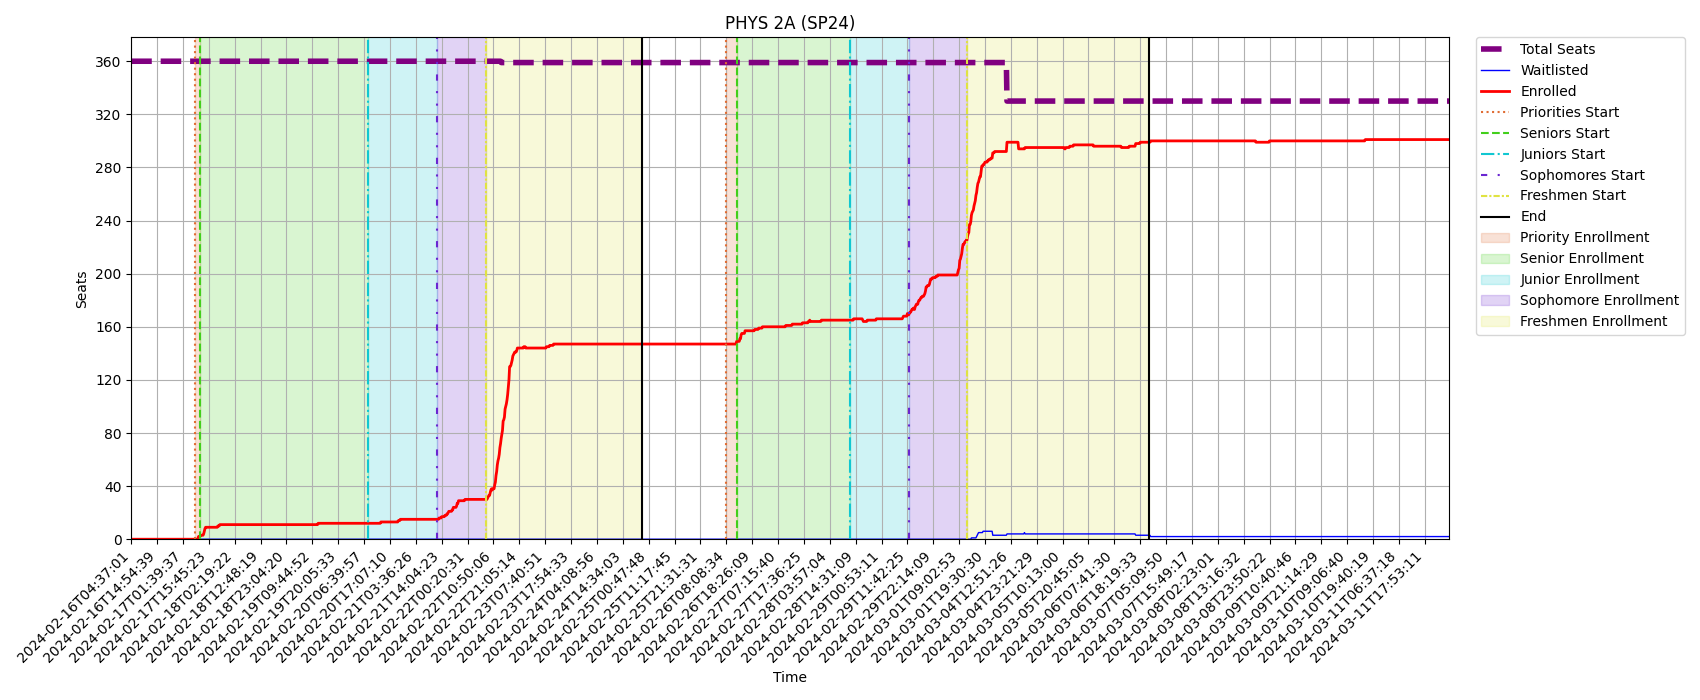 PHYS 2A (SP24)
Seats
360
320
280
240
200
160
120
80
40
0
2024-02-16T04:37:01
2024-02-16T14:54:39
2024-02-17T01:39:37
2024-02-17T15:45:23
2024-02-18T02:19:22
2024-02-18T12:48:19
2024-02-18T23:04:20
2024-02-19T09:44:52
2024-02-19T20:05:33
2024-02-20T06:39:57
2024-02-20T17:07:10
2024-02-21T03:36:26
2024-02-21T14:04:23
2024-02-22T00:20:31
2024-02-22T10:50:06
2024-02-22T21:05:14
2024-02-23T07:40:51
2024-02-23T17:54:33
2024-02-24T04:08:56
2024-02-24T14:34:03
2024-02-25T00:47:48
2024-02-25T11:17:45
2024-02-25T21:31:31
2024-02-26T08:08:34
2024-02-26T18:26:09
2024-02-27T07:15:40
2024-02-27T17:36:25
2024-02-28T03:57:04
2024-02-28T14:31:09
2024-02-29T00:53:11
2024-02-29T11:42:25
2024-02-29T22:14:09
2024-03-01T09:02:53
2024-03-01T19:30:30
2024-03-04T12:51:26
2024-03-04T23:21:29
2024-03-05T10:13:00
2024-03-05T20:45:05
2024-03-06T07:41:30
2024-03-06T18:19:33
2024-03-07T05:09:50
2024-03-07T15:49:17
2024-03-08T02:23:01
2024-03-08T13:16:32
2024-03-08T23:50:22
2024-03-09T10:40:46
2024-03-09T21:14:29
2024-03-10T09:06:40
2024-03-10T19:40:19
2024-03-11T06:37:18
2024-03-11T17:53:11
Time
Total Seats
Waitlisted
Enrolled
Priorities Start
Seniors Start
Juniors Start
Sophomores Start
Freshmen Start
End
Priority Enrollment
Senior Enrollment
Junior Enrollment
Sophomore Enrollment
Freshmen Enrollment